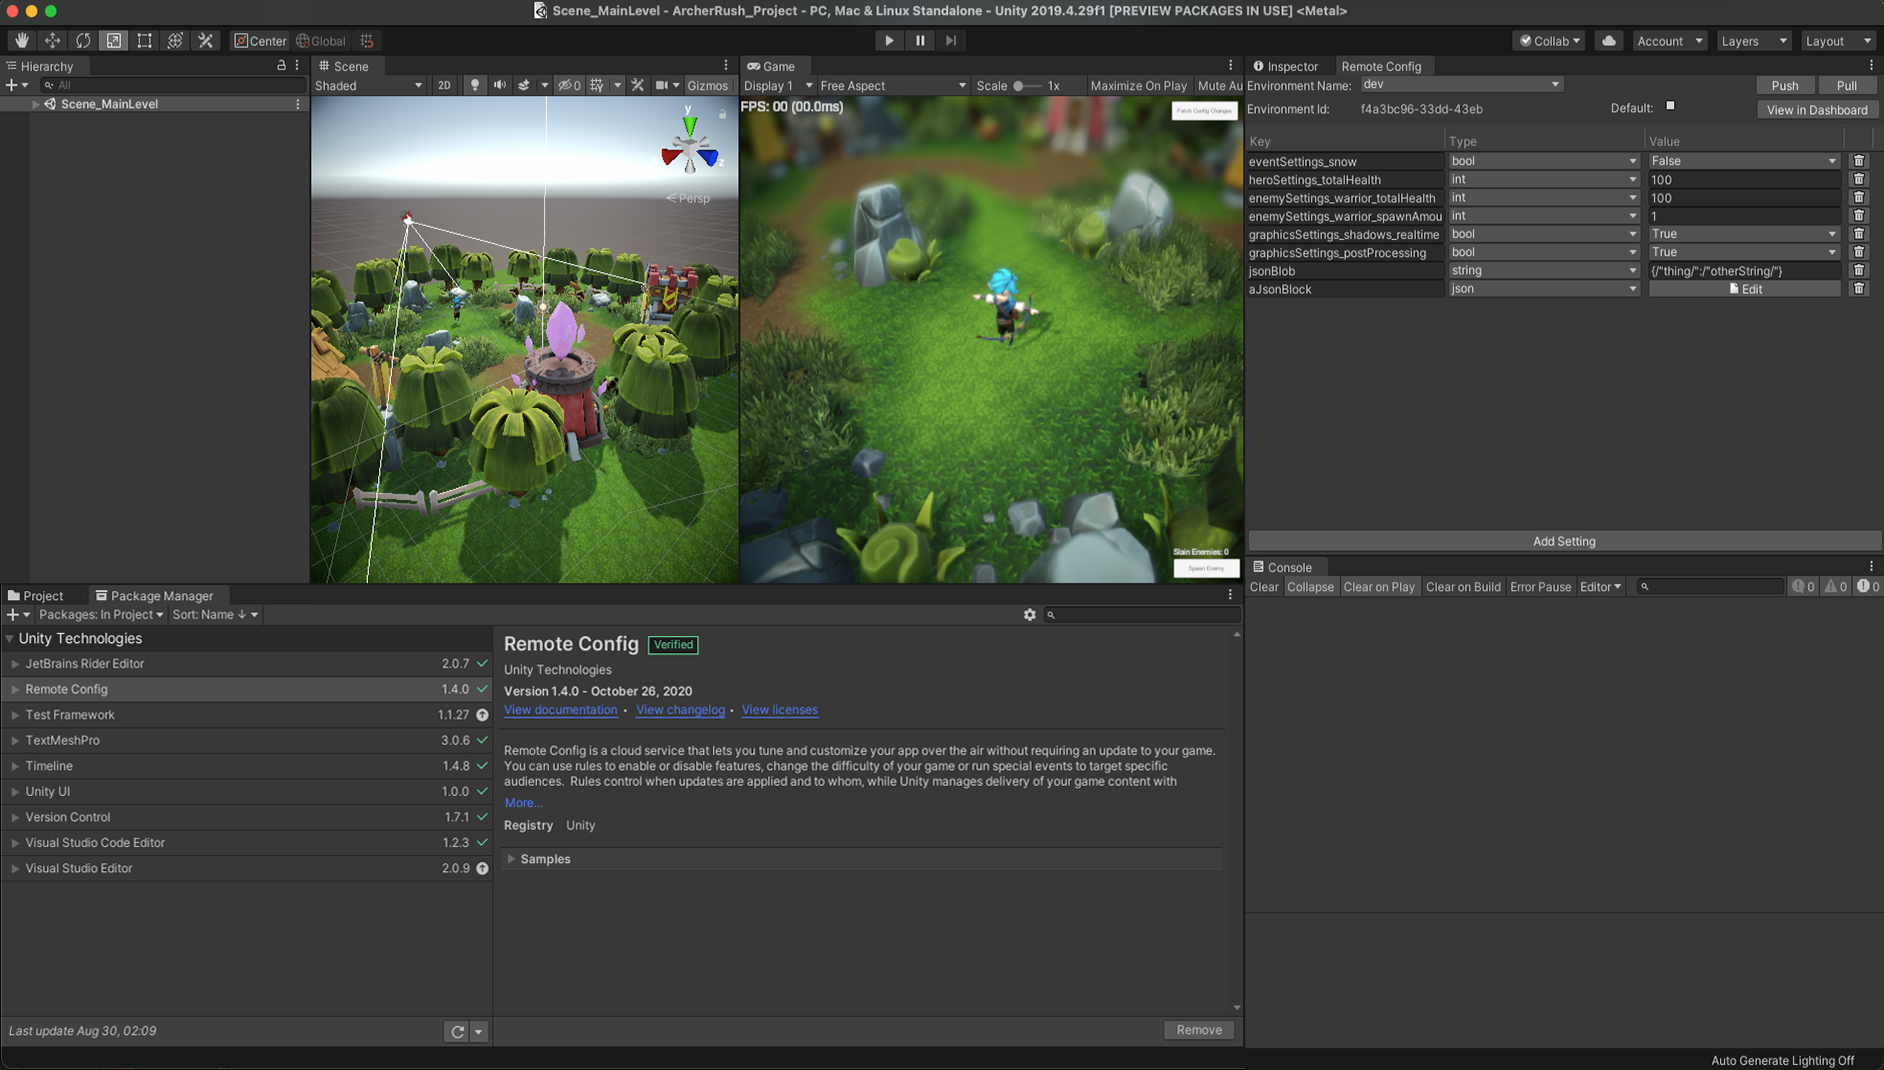 Scene_MainLevel - ArcherRush_Project - PC, Mac & Linux Standalone - Unity 2019.4.29f1 [PREVIEW PACKAGES IN USE] <Metal>
Center Global
Collab Account Layers Layout
Hierarchy
All
Scene_MainLevel
Scene
Shaded 2D 0 Gizmos
y
z
Persp
Game
Display 1 Free Aspect Scale 1x Maximize On Play Mute Au
FPS: 00 (00.0ms)
Fetch Config Changes
Slain Enemies: 0
Spawn Enemy
Inspector Remote Config
Environment Name: dev Push Pull
Environment Id: f4a3bc96-33dd-43eb Default: View in Dashboard
Key Type Value
eventSettings_snow bool False
heroSettings_totalHealth int 100
enemySettings_warrior_totalHealth int 100
enemySettings_warrior_spawnAmou int 1
graphicsSettings_shadows_realtime bool True
graphicsSettings_postProcessing bool True
jsonBlob string {/"thing/":/"otherString/"}
aJsonBlock json Edit
Add Setting
Console
Clear Collapse Clear on Play Clear on Build Error Pause Editor 0 0 0
Project Package Manager
Packages: In Project Sort: Name ↓
Unity Technologies
JetBrains Rider Editor 2.0.7
Remote Config 1.4.0
Test Framework 1.1.27
TextMeshPro 3.0.6
Timeline 1.4.8
Unity UI 1.0.0
Version Control 1.7.1
Visual Studio Code Editor 1.2.3
Visual Studio Editor 2.0.9
Last update Aug 30, 02:09
Remote Config Verified
Unity Technologies
Version 1.4.0 - October 26, 2020
View documentation • View changelog • View licenses
Remote Config is a cloud service that lets you tune and customize your app over the air without requiring an update to your game.
You can use rules to enable or disable features, change the difficulty of your game or run special events to target specific
audiences. Rules control when updates are applied and to whom, while Unity manages delivery of your game content with
More...
Registry Unity
Samples
Remove
Auto Generate Lighting Off